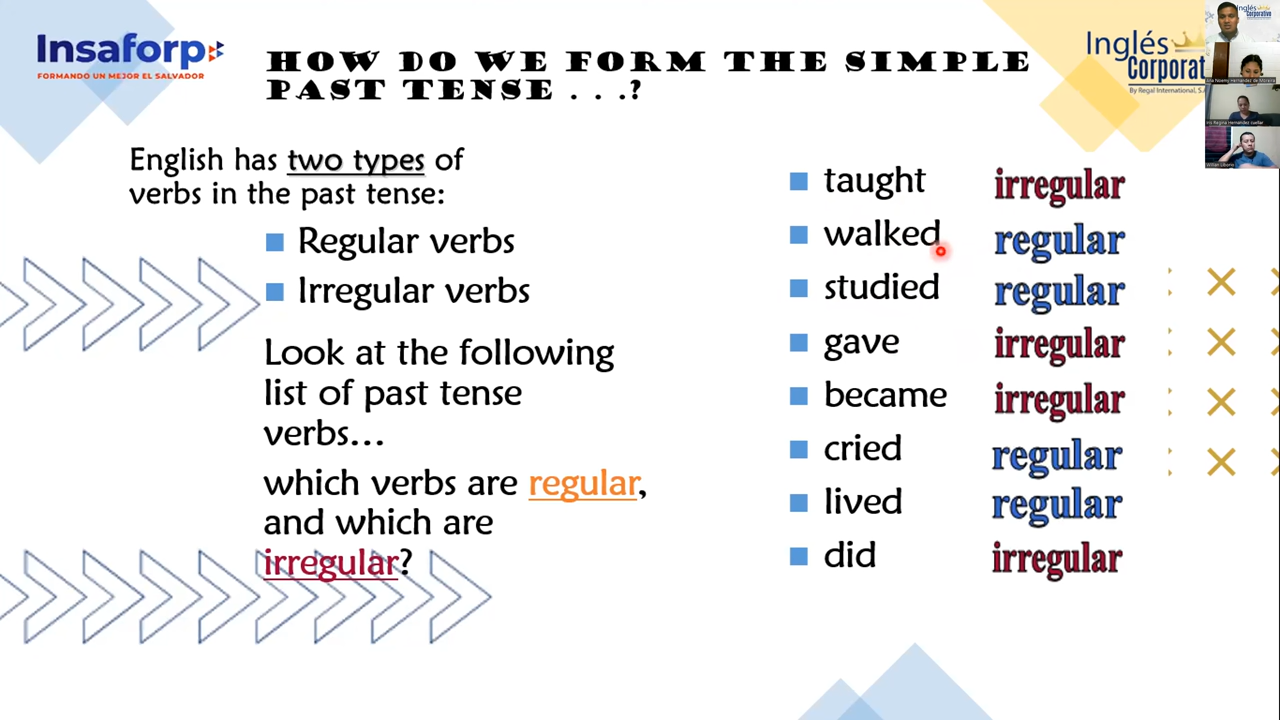 Insaforp
FORMANDO UN MEJOR EL SALVADOR
HOW DO WE FORM THE SIMPLE
PAST TENSE . . .?
Inglés
Corporat
By Regal International, S.A
English has two types of
verbs in the past tense:
Regular verbs
Irregular verbs
Look at the following
list of past tense
verbs...
which verbs are regular,
and which are
irregular?
taught irregular
walked regular
studied regular
gave irregular
became irregular
cried regular
lived regular
did irregular